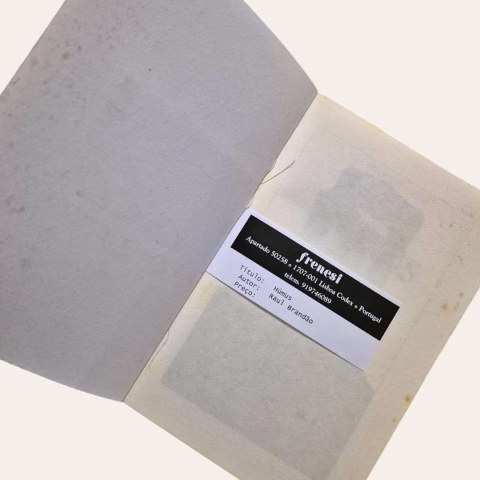 frenesi
Apartado 50258 • 1707-001 Lisboa Codex • Portugal
telem. 919746089
Título: Húmus
Autor: Raul Brandão
preço: